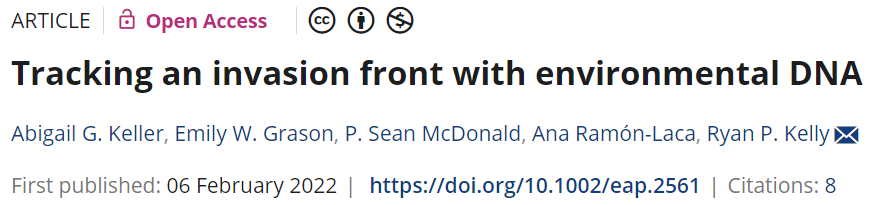 ARTICLE Open Access cc
Tracking an invasion front with environmental DNA
Abigail G. Keller, Emily W. Grason, P. Sean McDonald, Ana Ramón-Laca, Ryan P. Kelly
First published: 06 February 2022 | https://doi.org/10.1002/eap.2561 | Citations: 8